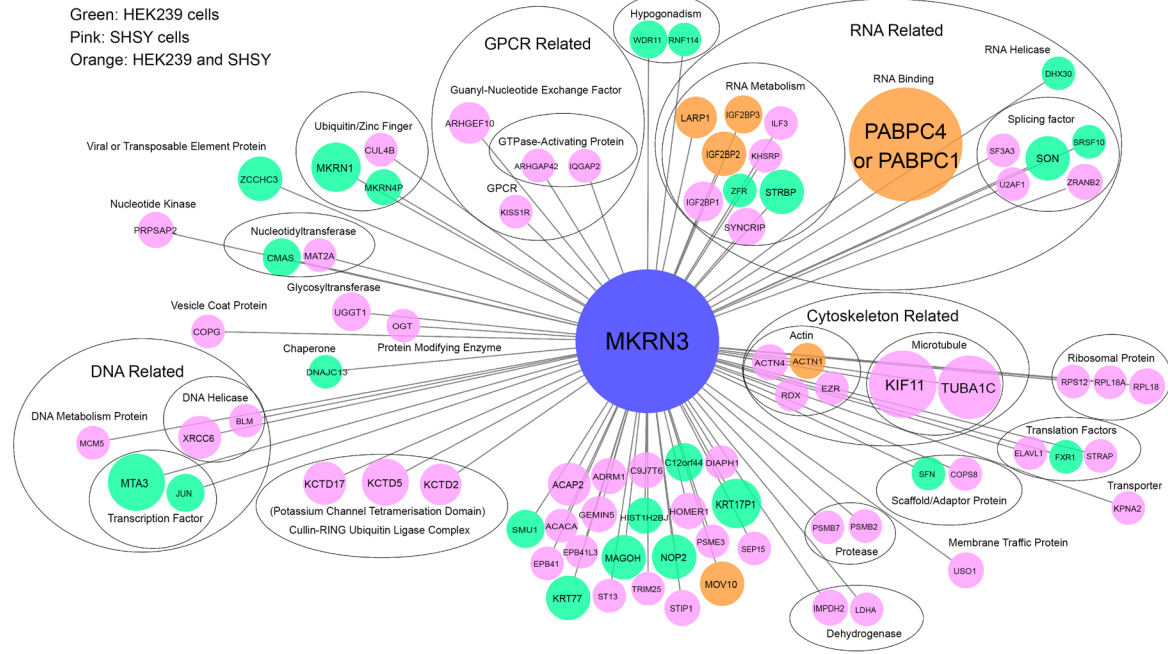 Green: HEK239 cells
Pink: SHSY cells
Orange: HEK239 and SHSY
Hypogonadism
WDR11
RNF114
GPCR Related
Guanyl-Nucleotide Exchange Factor
ARHGEF10
GTPase-Activating Protein
ARHGAP42
IQGAP2
GPCR
KISS1R
RNA Related
RNA Helicase
DHX30
RNA Binding
PABPC4
or PABPC1
RNA Metabolism
LARP1
IGF2BP3
ILF3
IGF2BP2
KHSRP
ZFR
STRBP
IGF2BP1
SYNCRIP
Splicing factor
SF3A3
SON
SRSF10
U2AF1
ZRANB2
Ubiquitin/Zinc Finger
CUL4B
MKRN1
MKRN4P
Viral or Transposable Element Protein
ZCCHC3
Nucleotide Kinase
PRPSAP2
Nucleotidyltransferase
CMAS
MAT2A
Glycosyltransferase
UGGT1
Vesicle Coat Protein
COPG
OGT
Protein Modifying Enzyme
Chaperone
DNAJC13
MKRN3
Cytoskeleton Related
Actin
ACTN4
ACTN1
RDX
EZR
Microtubule
KIF11
TUBA1C
Ribosomal Protein
RPS12
RPL18A
RPL18
DNA Related
DNA Helicase
DNA Metabolism Protein
MCM5
XRCC6
BLM
MTA3
JUN
Transcription Factor
KCTD17
KCTD5
KCTD2
(Potassium Channel Tetramerisation Domain)
Cullin-RING Ubiquitin Ligase Complex
ACAP2
ADRM1
C9J7T6
C12orf44
DIAPH1
SMU1
ACACA
GEMIN5
HIST1H2BJ
HOMER1
KRT17P1
EPB41
EPB41L3
MAGOH
NOP2
PSME3
SEP15
KRT77
ST13
TRIM25
STIP1
MOV10
Translation Factors
ELAVL1
FXR1
STRAP
SFN
COPS8
Scaffold/Adaptor Protein
Transporter
KPNA2
PSMB7
PSMB2
Protease
Membrane Traffic Protein
USO1
IMPDH2
LDHA
Dehydrogenase